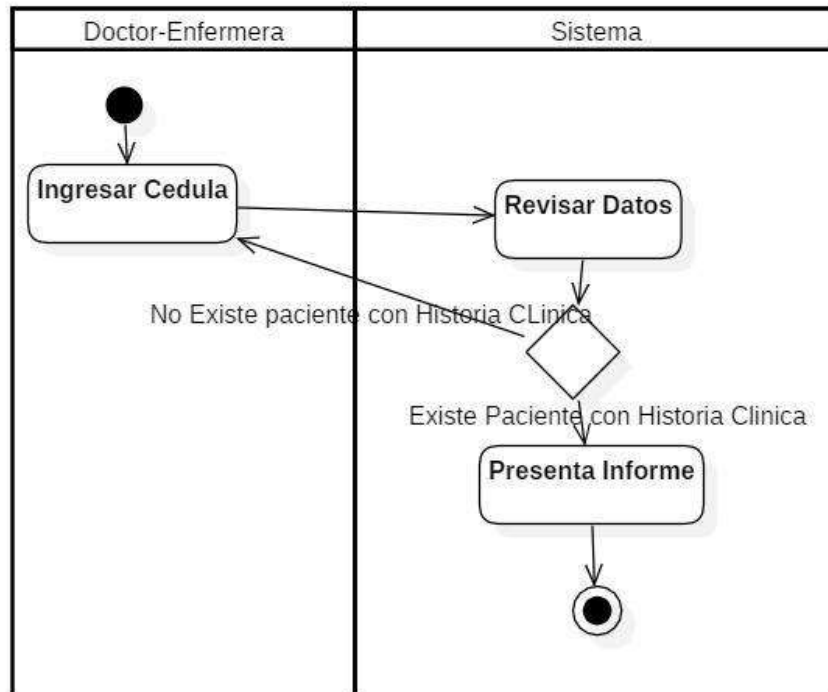 Doctor-Enfermera
Sistema
Ingresar Cedula
Revisar Datos
No Existe paciente con Historia CLinica
Existe Paciente con Historia Clinica
Presenta Informe